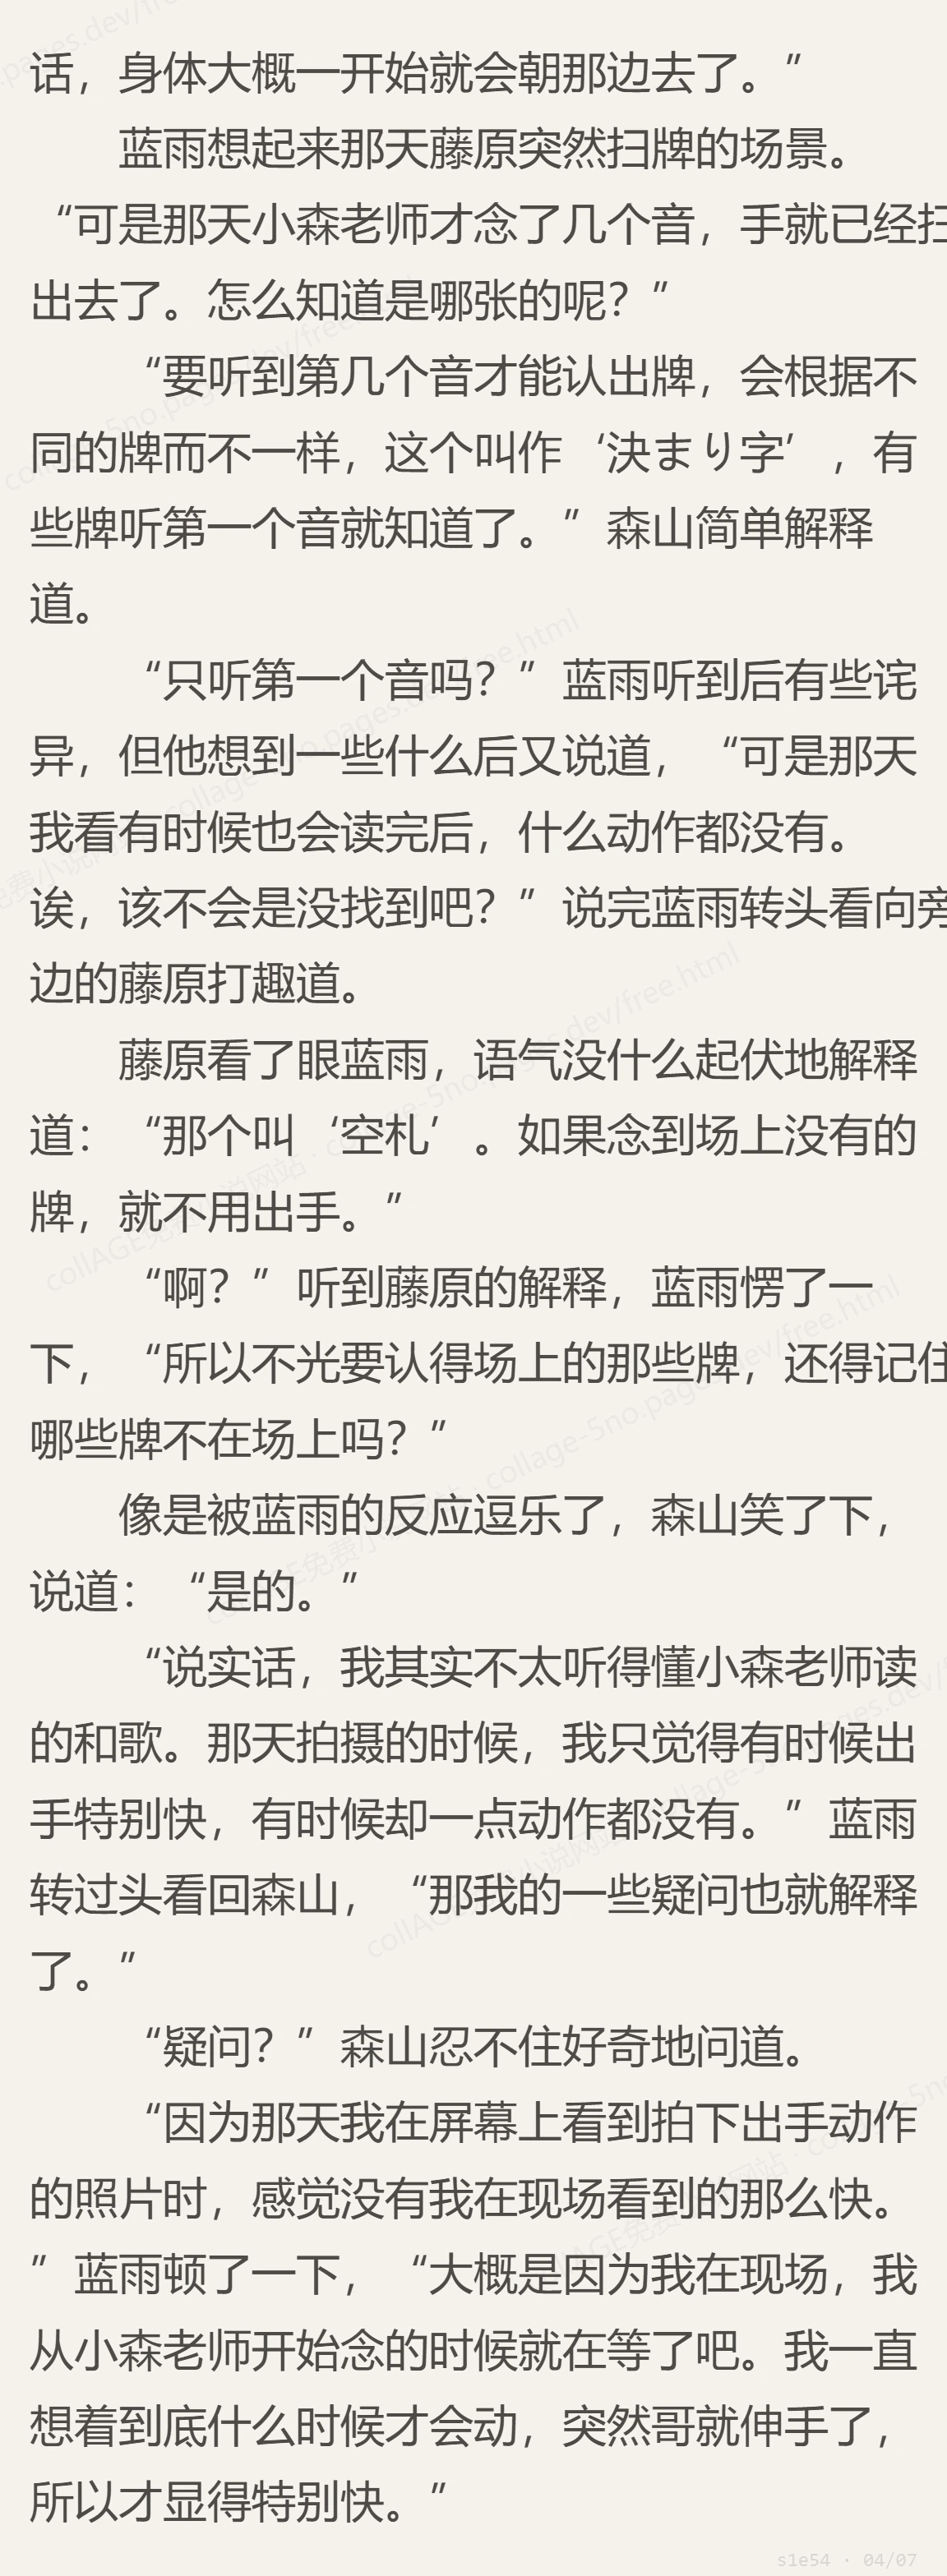 话，身体大概一开始就会朝那边去了。”
蓝雨想起来那天藤原突然扫牌的场景。
“可是那天小森老师才念了几个音，手就已经扫
出去了。怎么知道是哪张的呢？”
“要听到第几个音才能认出牌，会根据不
同的牌而不一样，这个叫作‘決まり字’，有
些牌听第一个音就知道了。”森山简单解释
道。
“只听第一个音吗？”蓝雨听到后有些诧
异，但他想到一些什么后又说道，“可是那天
我看有时候也会读完后，什么动作都没有。
诶，该不会是没找到吧？”说完蓝雨转头看向旁
边的藤原打趣道。
藤原看了眼蓝雨，语气没什么起伏地解释
道：“那个叫‘空札’。如果念到场上没有的
牌，就不用出手。”
“啊？”听到藤原的解释，蓝雨愣了一
下，“所以不光要认得场上的那些牌，还得记住
哪些牌不在场上吗？”
像是被蓝雨的反应逗乐了，森山笑了下，
说道：“是的。”
“说实话，我其实不太听得懂小森老师读
的和歌。那天拍摄的时候，我只觉得有时候出
手特别快，有时候却一点动作都没有。”蓝雨
转过头看回森山，“那我的一些疑问也就解释
了。”
“疑问？”森山忍不住好奇地问道。
“因为那天我在屏幕上看到拍下出手动作
的照片时，感觉没有我在现场看到的那么快。
”蓝雨顿了一下，“大概是因为我在现场，我
从小森老师开始念的时候就在等了吧。我一直
想着到底什么时候才会动，突然哥就伸手了，
所以才显得特别快。”
s1e54 · 04/07